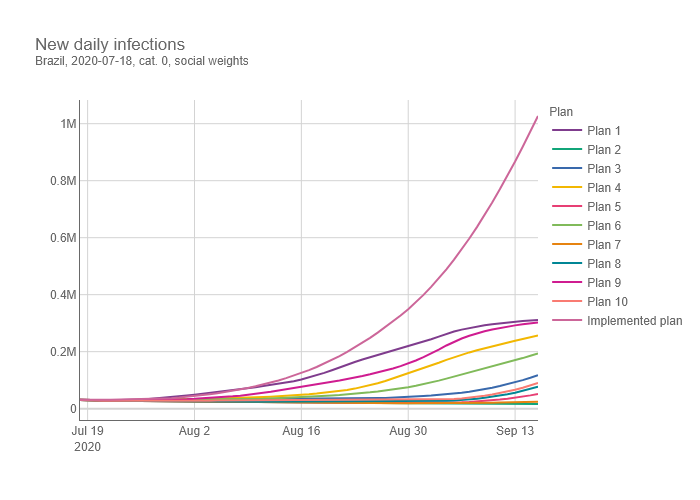 New daily infections
Brazil, 2020-07-18, cat. 0, social weights
Plan
1M
0.8M
0.6M
0.4M
0.2M
0
Jul 19
2020
Aug 2
Aug 16
Aug 30
Sep 13
Plan 1
Plan 2
Plan 3
Plan 4
Plan 5
Plan 6
Plan 7
Plan 8
Plan 9
Plan 10
Implemented plan